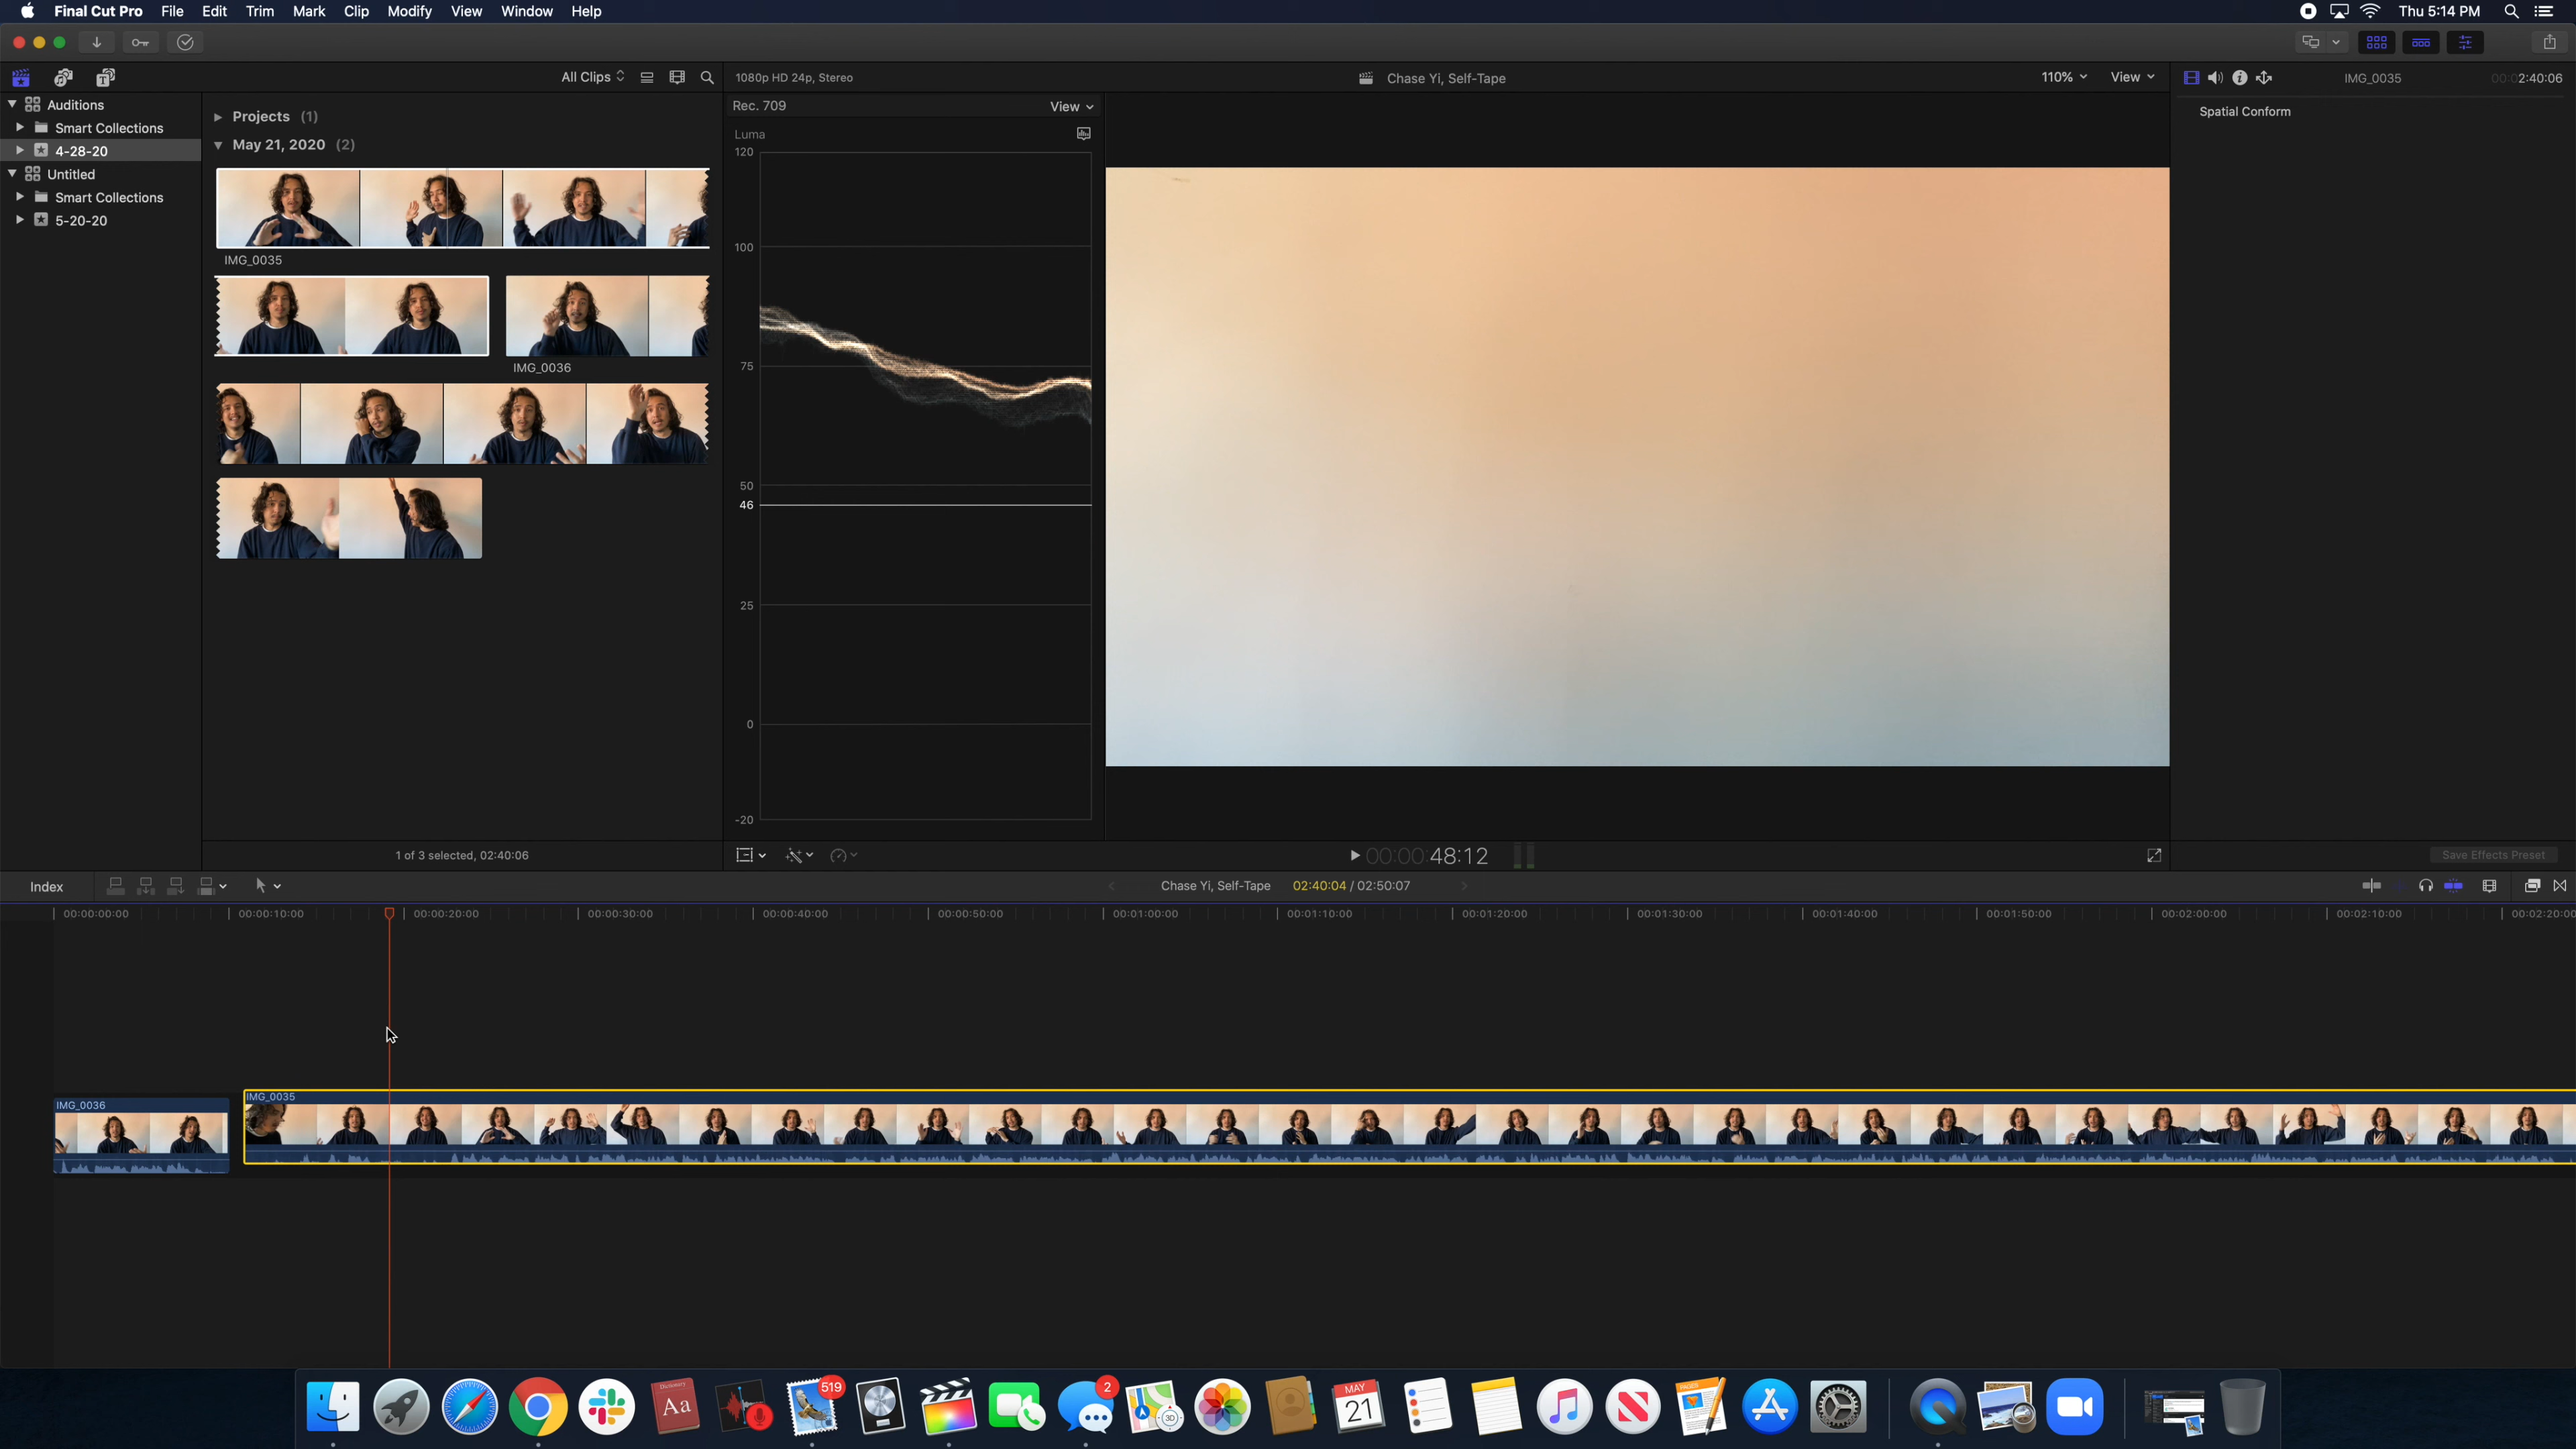 Final Cut Pro File Edit Trim Mark Clip Modify View Window Help Thu 5:14 PM
All Clips 1080p HD 24p, Stereo Chase Yi, Self-Tape 110% View IMG_0035 00:00:02:40:06
Auditions
Smart Collections
4-28-20
Untitled
Smart Collections
5-20-20
Projects (1)
May 21, 2020 (2)
IMG_0035
IMG_0036
1 of 3 selected, 02:40:06
Rec. 709 View
Luma
120
100
75
50
46
25
0
-20
Spatial Conform
00:00:48:12
Save Effects Preset
Index Chase Yi, Self-Tape 02:40:04 / 02:50:07
00:00:00:00 00:00:10:00 00:00:20:00 00:00:30:00 00:00:40:00 00:00:50:00 00:01:00:00 00:01:10:00 00:01:20:00 00:01:30:00 00:01:40:00 00:01:50:00 00:02:00:00 00:02:10:00 00:02:20:00
IMG_0036
IMG_0035
Dictionary
Aa
519
2
3D
MAY
21
PAGES